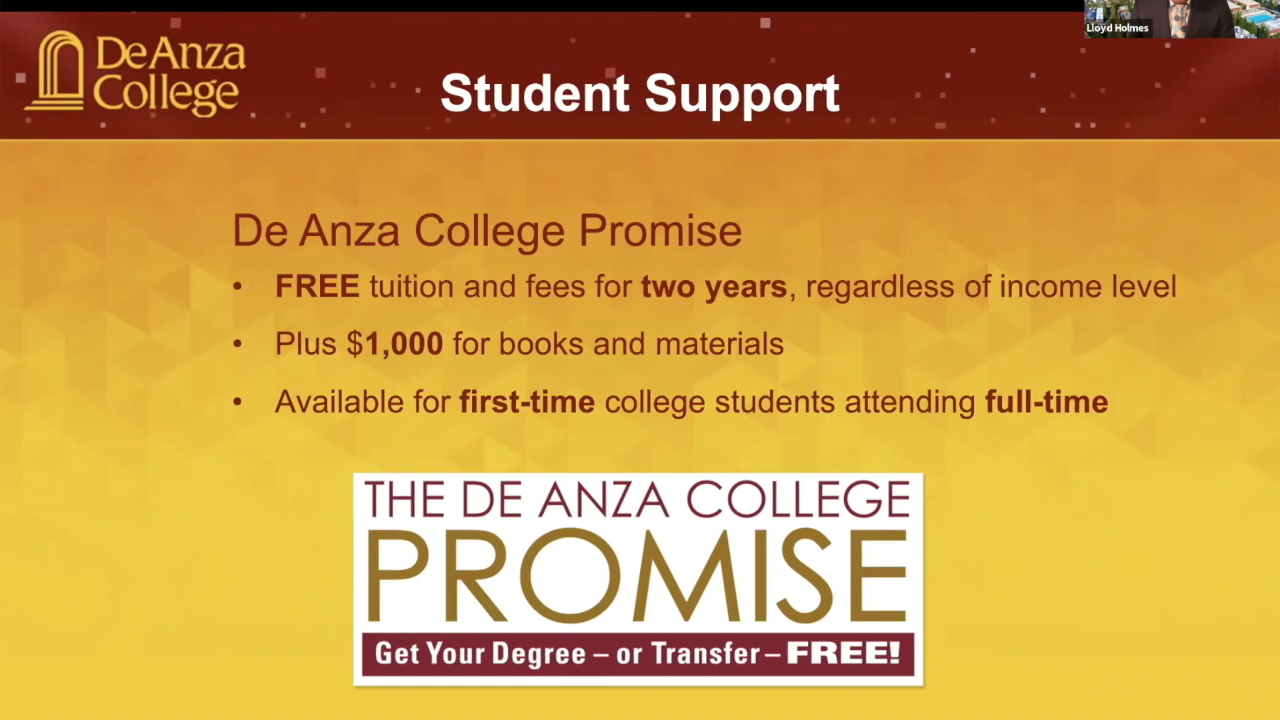 Lloyd Holmes
De Anza
College
Student Support
De Anza College Promise
• FREE tuition and fees for two years, regardless of income level
• Plus $1,000 for books and materials
• Available for first-time college students attending full-time
THE DE ANZA COLLEGE
PROMISE
Get Your Degree – or Transfer – FREE!